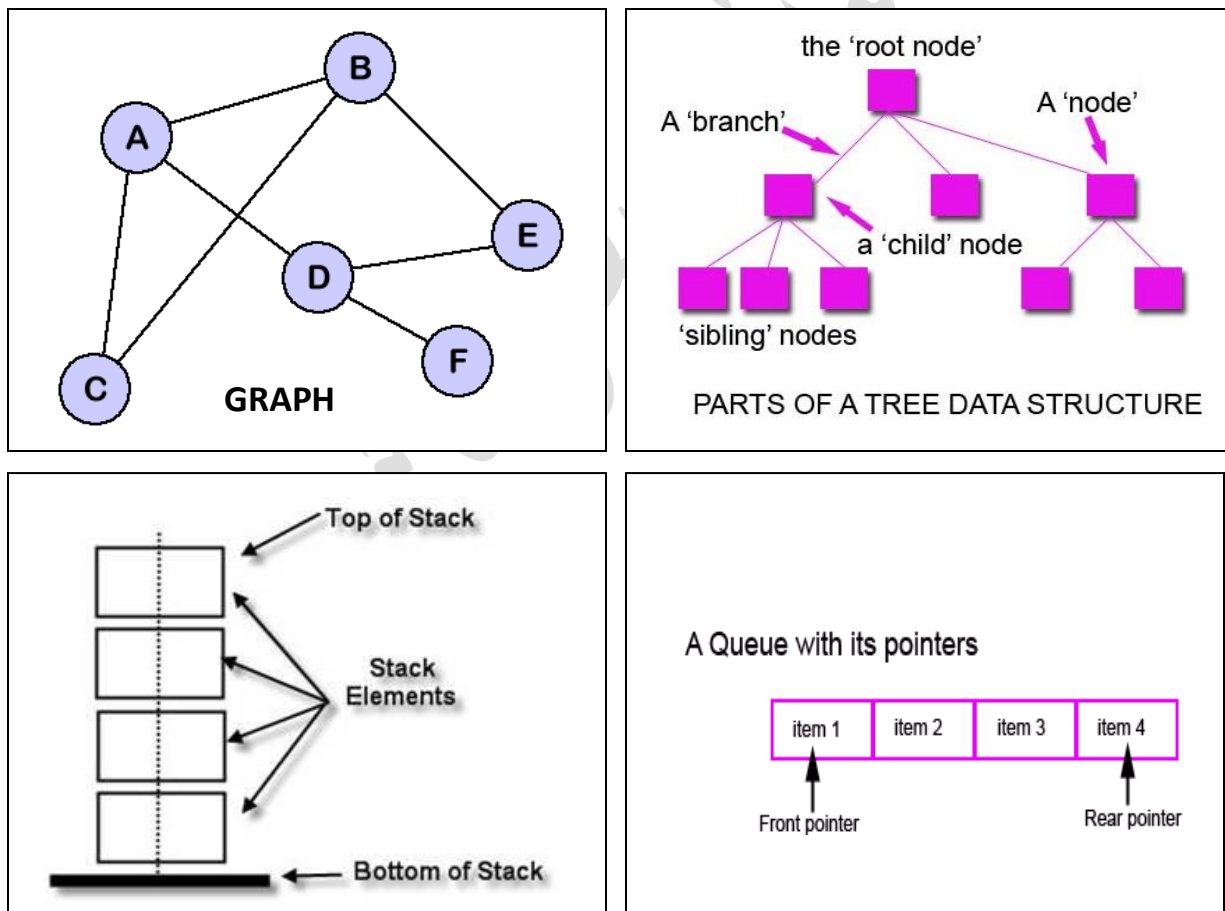 B
A
E
D
F
C
GRAPH
the ‘root node’
A ‘branch’
A ‘node’
a ‘child’ node
‘sibling’ nodes
PARTS OF A TREE DATA STRUCTURE
Top of Stack
Stack
Elements
Bottom of Stack
A Queue with its pointers
item 1 item 2 item 3 item 4
Front pointer
Rear pointer